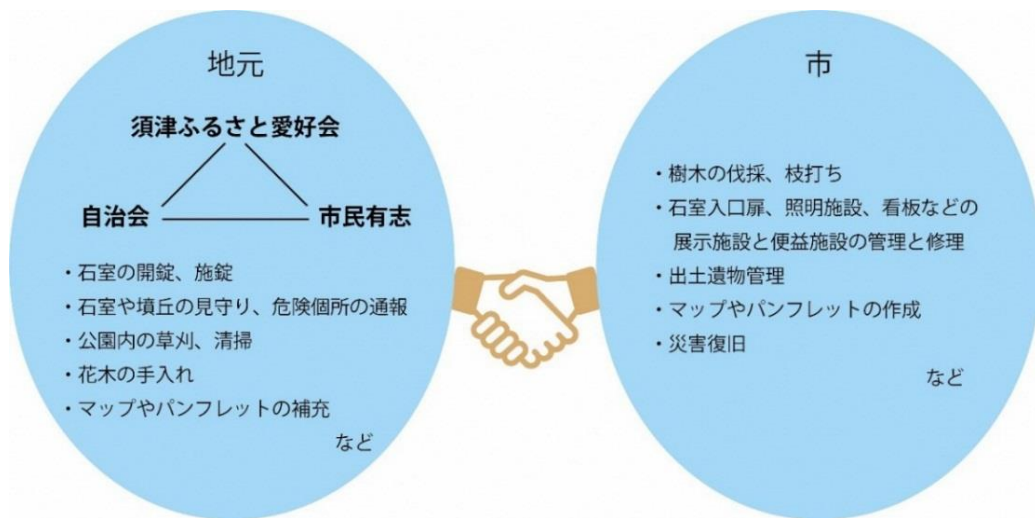 地元
須津ふるさと愛好会
自治会
市民有志
・石室の開錠、施錠
・石室や墳丘の見守り、危険個所の通報
・公園内の草刈、清掃
・花木の手入れ
・マップやパンフレットの補充
など
市
・樹木の伐採、枝打ち
・石室入口扉、照明施設、看板などの
展示施設と便益施設の管理と修理
・出土遺物管理
・マップやパンフレットの作成
・災害復旧
など